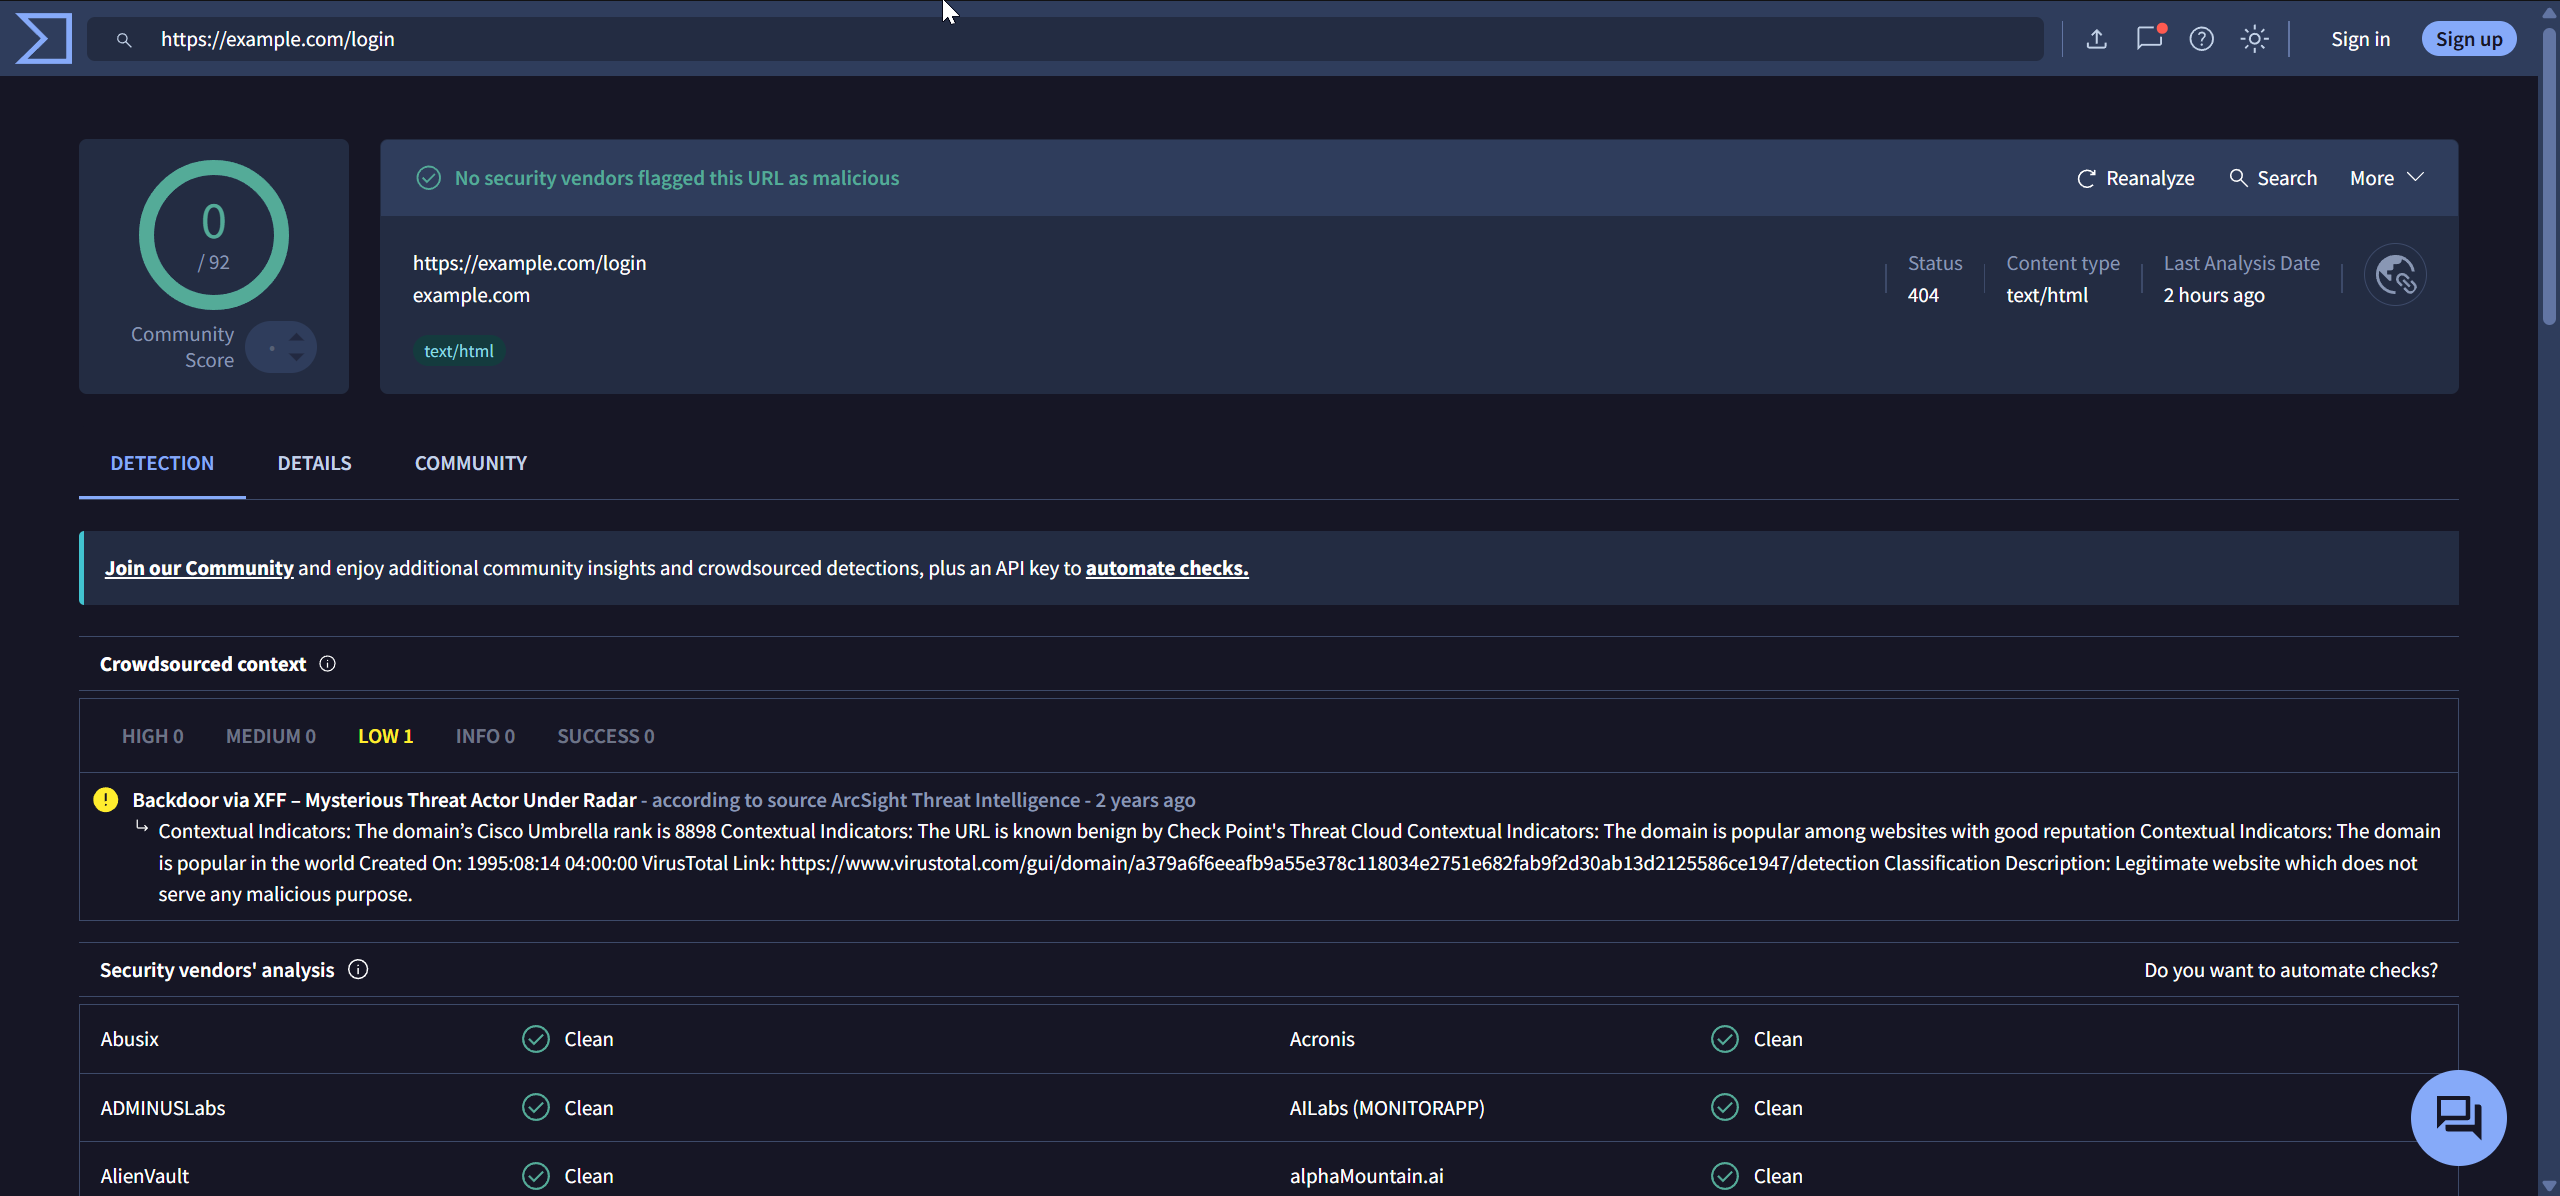 https://example.com/login
Sign in
Sign up
0
/ 92
Community
Score
No security vendors flagged this URL as malicious
Reanalyze
Search
More
https://example.com/login
example.com
text/html
Status
404
Content type
text/html
Last Analysis Date
2 hours ago
DETECTION
DETAILS
COMMUNITY
Join our Community and enjoy additional community insights and crowdsourced detections, plus an API key to automate checks.
Crowdsourced context
HIGH 0
MEDIUM 0
LOW 1
INFO 0
SUCCESS 0
Backdoor via XFF – Mysterious Threat Actor Under Radar - according to source ArcSight Threat Intelligence - 2 years ago
Contextual Indicators: The domain’s Cisco Umbrella rank is 8898 Contextual Indicators: The URL is known benign by Check Point's Threat Cloud Contextual Indicators: The domain is popular among websites with good reputation Contextual Indicators: The domain
is popular in the world Created On: 1995:08:14 04:00:00 VirusTotal Link: https://www.virustotal.com/gui/domain/a379a6f6eeafb9a55e378c118034e2751e682fab9f2d30ab13d2125586ce1947/detection Classification Description: Legitimate website which does not
serve any malicious purpose.
Security vendors' analysis
Do you want to automate checks?
Abusix
Clean
Acronis
Clean
ADMINUSLabs
Clean
AILabs (MONITORAPP)
Clean
AlienVault
Clean
alphaMountain.ai
Clean